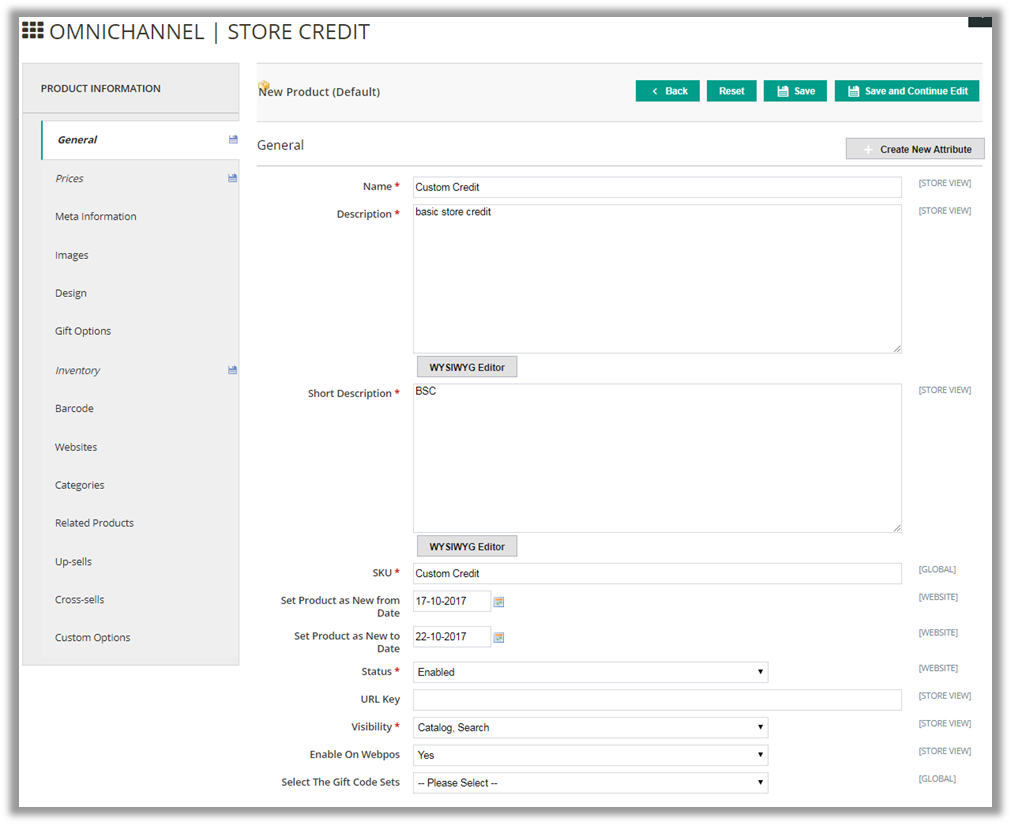 OMNICHANNEL | STORE CREDIT
PRODUCT INFORMATION
General
Prices
Meta Information
Images
Design
Gift Options
Inventory
Barcode
Websites
Categories
Related Products
Up-sells
Cross-sells
Custom Options
New Product (Default)
Back
Reset
Save
Save and Continue Edit
General
Create New Attribute
Name * Custom Credit [STORE VIEW]
Description * basic store credit [STORE VIEW]
WYSIWYG Editor
Short Description * BSC [STORE VIEW]
WYSIWYG Editor
SKU * Custom Credit [GLOBAL]
Set Product as New from
Date
17-10-2017 [WEBSITE]
Set Product as New to
Date
22-10-2017 [WEBSITE]
Status * Enabled [WEBSITE]
URL Key [STORE VIEW]
Visibility * Catalog, Search [STORE VIEW]
Enable On Webpos Yes [STORE VIEW]
Select The Gift Code Sets -- Please Select -- [GLOBAL]